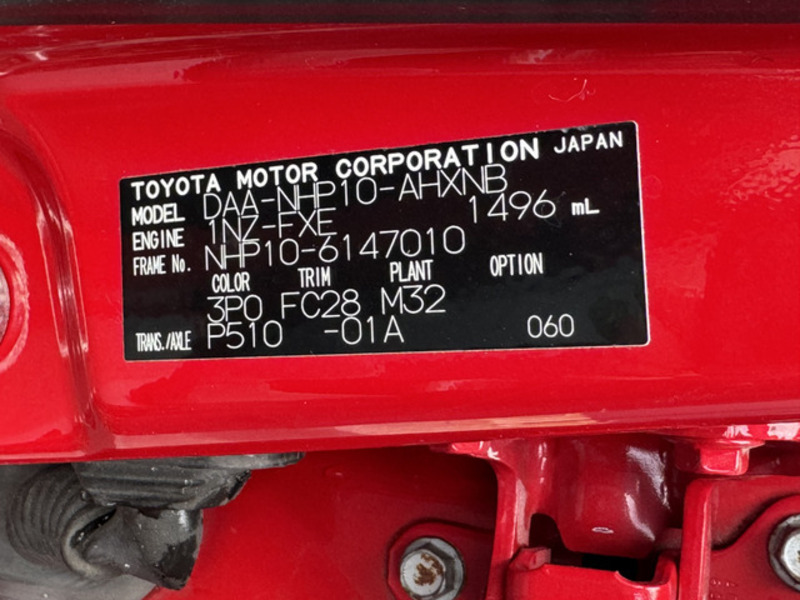 TOYOTA MOTOR CORPORATION JAPAN
MODEL DAA-NHP10-AHXNB
ENGINE 1NZ-FXE 1496 mL
FRAME No. NHP10-6147010
COLOR TRIM PLANT OPTION
3P0 FC28 M32
TRANS./AXLE P510 -01A 060